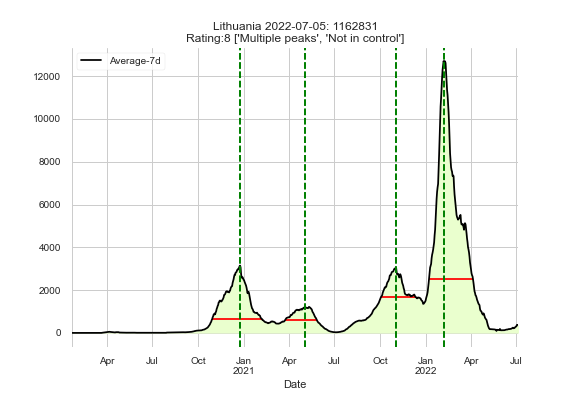 Lithuania 2022-07-05: 1162831
Rating:8 ['Multiple peaks', 'Not in control']
Average-7d
12000
10000
8000
6000
4000
2000
0
Apr Jul Oct Jan Apr Jul Oct Jan Apr Jul
2021 2022
Date